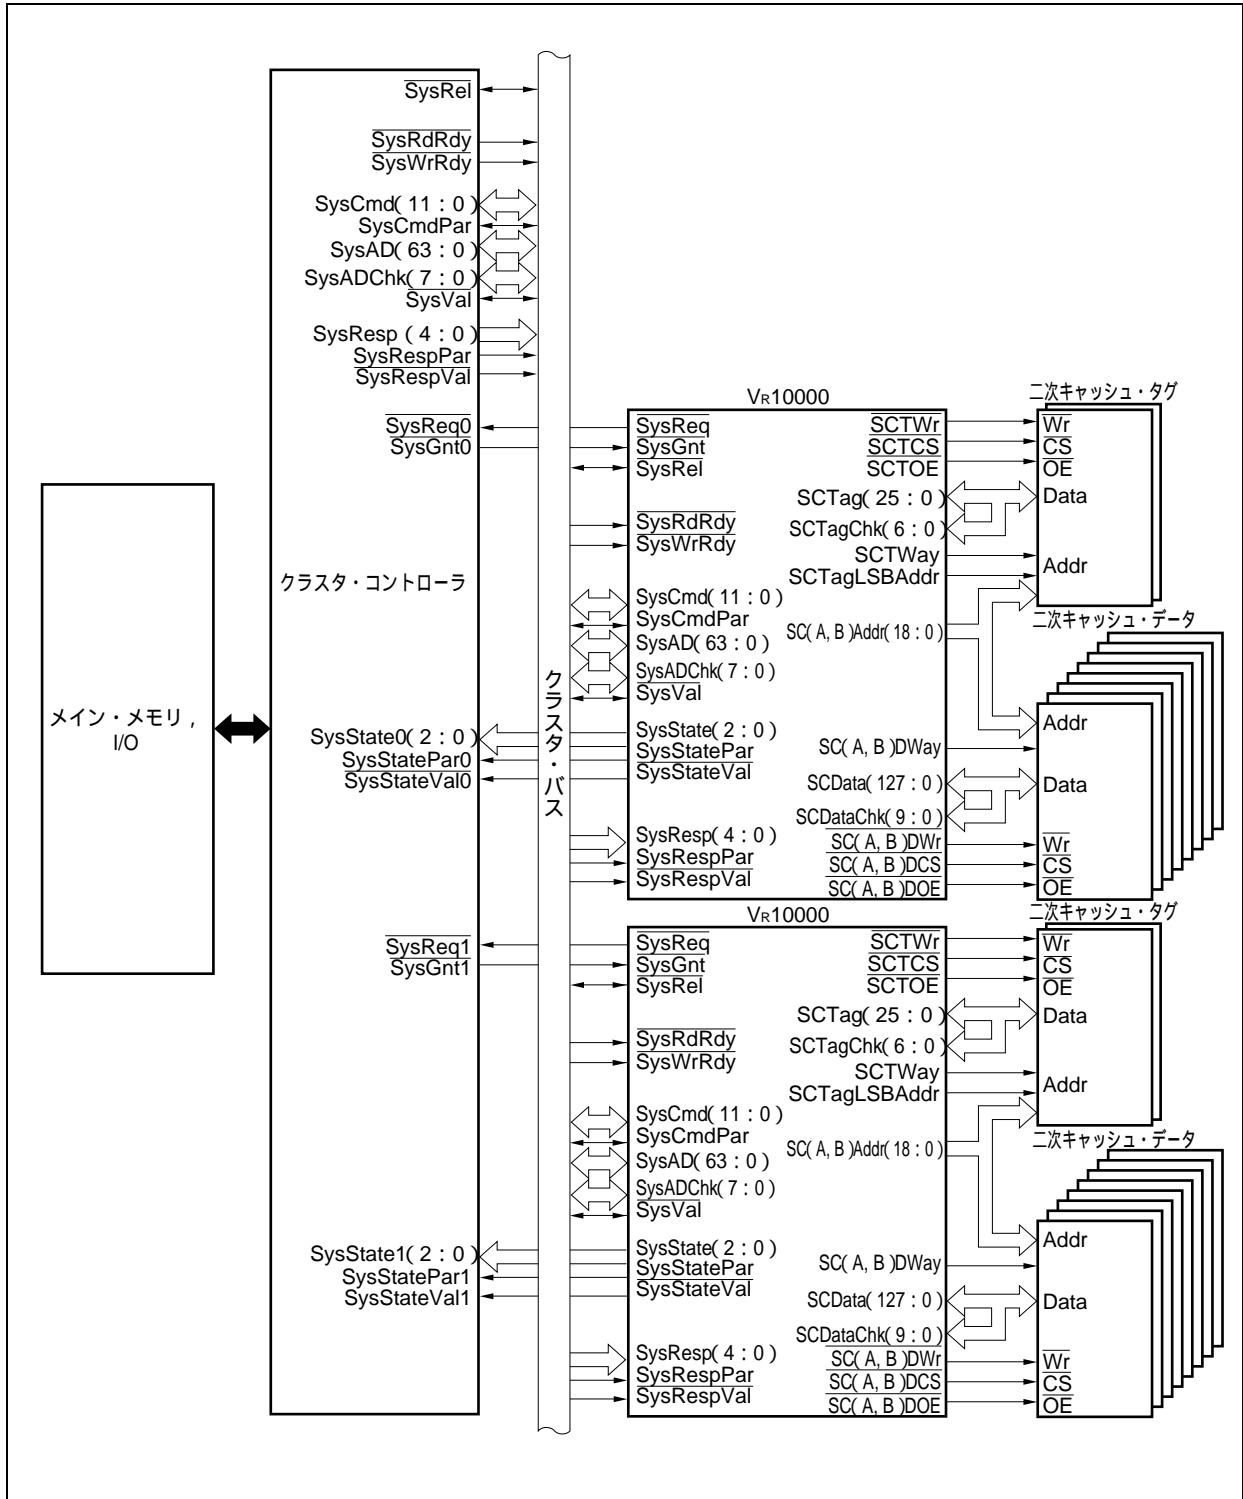 メイン・メモリ，
I/O
クラスタ・コントローラ
SysRel
SysRdRdy
SysWrRdy
SysCmd(11：0)
SysCmdPar
SysAD(63：0)
SysADChk(7：0)
SysVal
SysResp(4：0)
SysRespPar
SysRespVal
SysReq0
SysGnt0
SysState0(2：0)
SysStatePar0
SysStateVal0
SysReq1
SysGnt1
SysState1(2：0)
SysStatePar1
SysStateVal1
クラスタ・バス
VR10000
SysReq
SysGnt
SysRel
SysRdRdy
SysWrRdy
SysCmd(11：0)
SysCmdPar
SysAD(63：0)
SysADChk(7：0)
SysVal
SysState(2：0)
SysStatePar
SysStateVal
SysResp(4：0)
SysRespPar
SysRespVal
SCTWr
SCTCS
SCTOE
SCTag(25：0)
SCTagChk(6：0)
SCTWay
SCTagLSBAddr
SC(A, B)Addr(18：0)
SC(A, B)DWay
SCData(127：0)
SCDataChk(9：0)
SC(A, B)DWr
SC(A, B)DCS
SC(A, B)DOE
二次キャッシュ・タグ
Wr
CS
OE
Data
Addr
二次キャッシュ・データ
Addr
Data
Wr
CS
OE
VR10000
SysReq
SysGnt
SysRel
SysRdRdy
SysWrRdy
SysCmd(11：0)
SysCmdPar
SysAD(63：0)
SysADChk(7：0)
SysVal
SysState(2：0)
SysStatePar
SysStateVal
SysResp(4：0)
SysRespPar
SysRespVal
SCTWr
SCTCS
SCTOE
SCTag(25：0)
SCTagChk(6：0)
SCTWay
SCTagLSBAddr
SC(A, B)Addr(18：0)
SC(A, B)DWay
SCData(127：0)
SCDataChk(9：0)
SC(A, B)DWr
SC(A, B)DCS
SC(A, B)DOE
二次キャッシュ・タグ
Wr
CS
OE
Data
Addr
二次キャッシュ・データ
Addr
Data
Wr
CS
OE